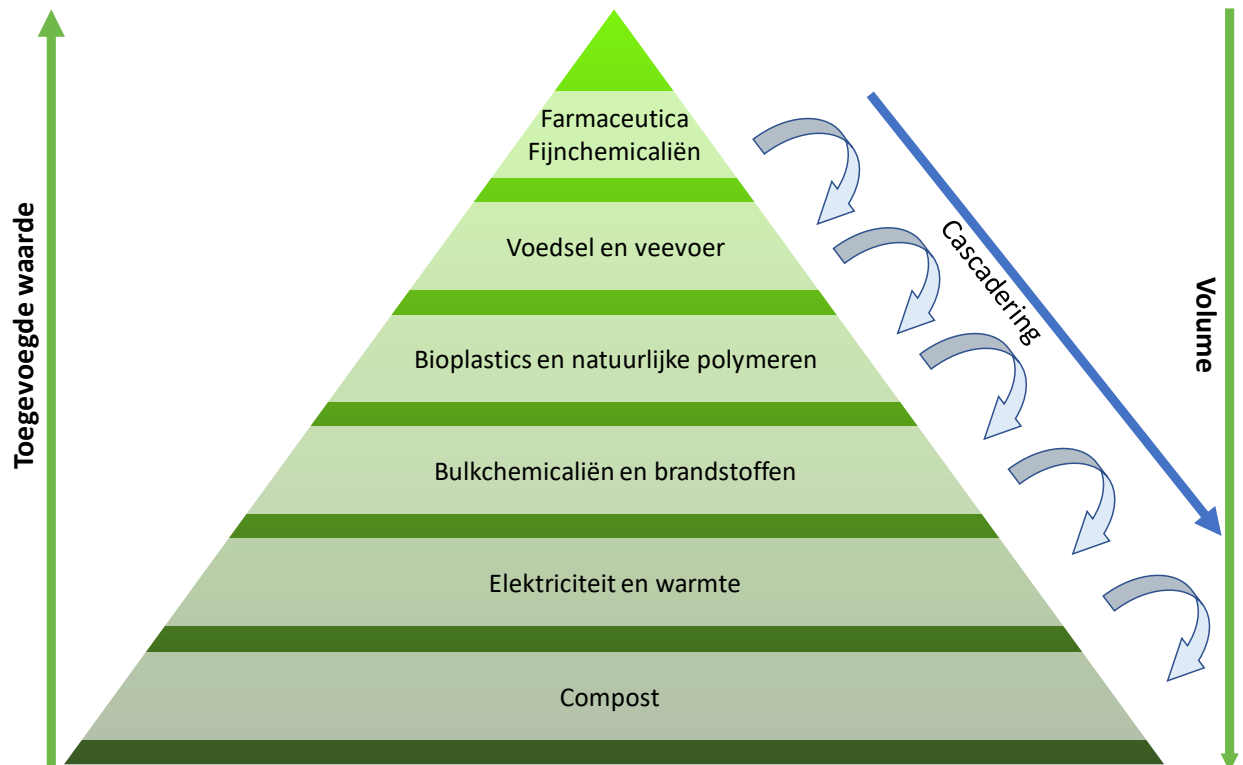 Toegevoegde waarde
Farmaceutica
Fijnchemicaliën
Voedsel en veevoer
Bioplastics en natuurlijke polymeren
Bulkchemicaliën en brandstoffen
Elektriciteit en warmte
Compost
Cascadering
Volume